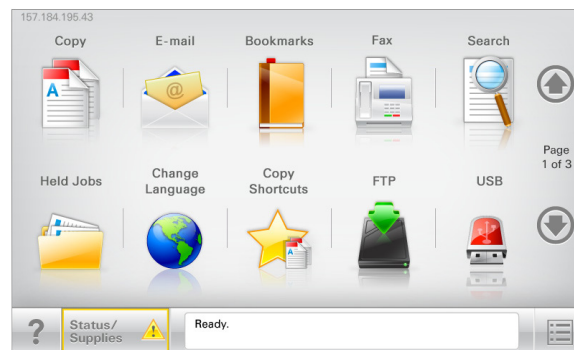 157.184.195.43
Copy
E-mail
Bookmarks
Fax
Search
A
@
Page
1 of 3
Held Jobs
Change
Language
Copy
Shortcuts
FTP
USB
A
?
Status/
Supplies
Ready.